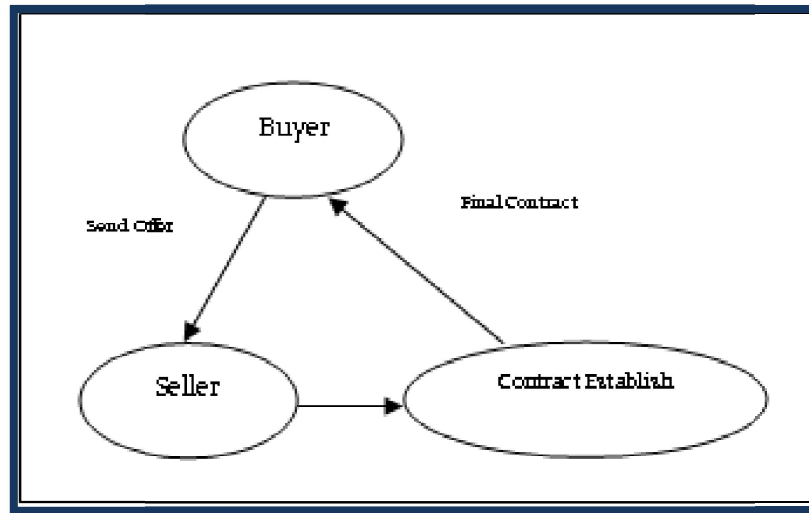 Buyer
Final Contract
Send Offer
Seller
Contract Establish